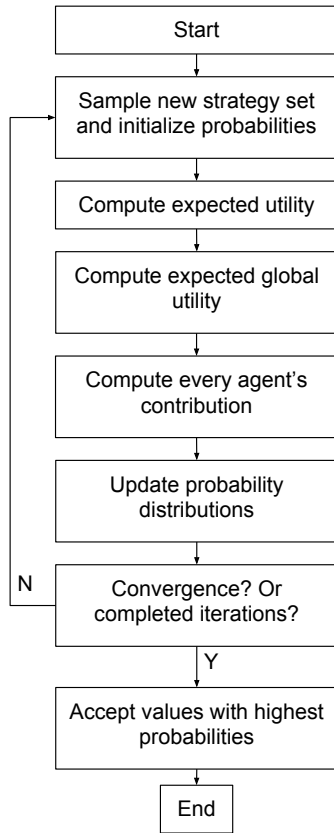 Start
Sample new strategy set
and initialize probabilities
Compute expected utility
Compute expected global
utility
Compute every agent's
contribution
Update probability
distributions
N
Convergence? Or
completed iterations?
Y
Accept values with highest
probabilities
End